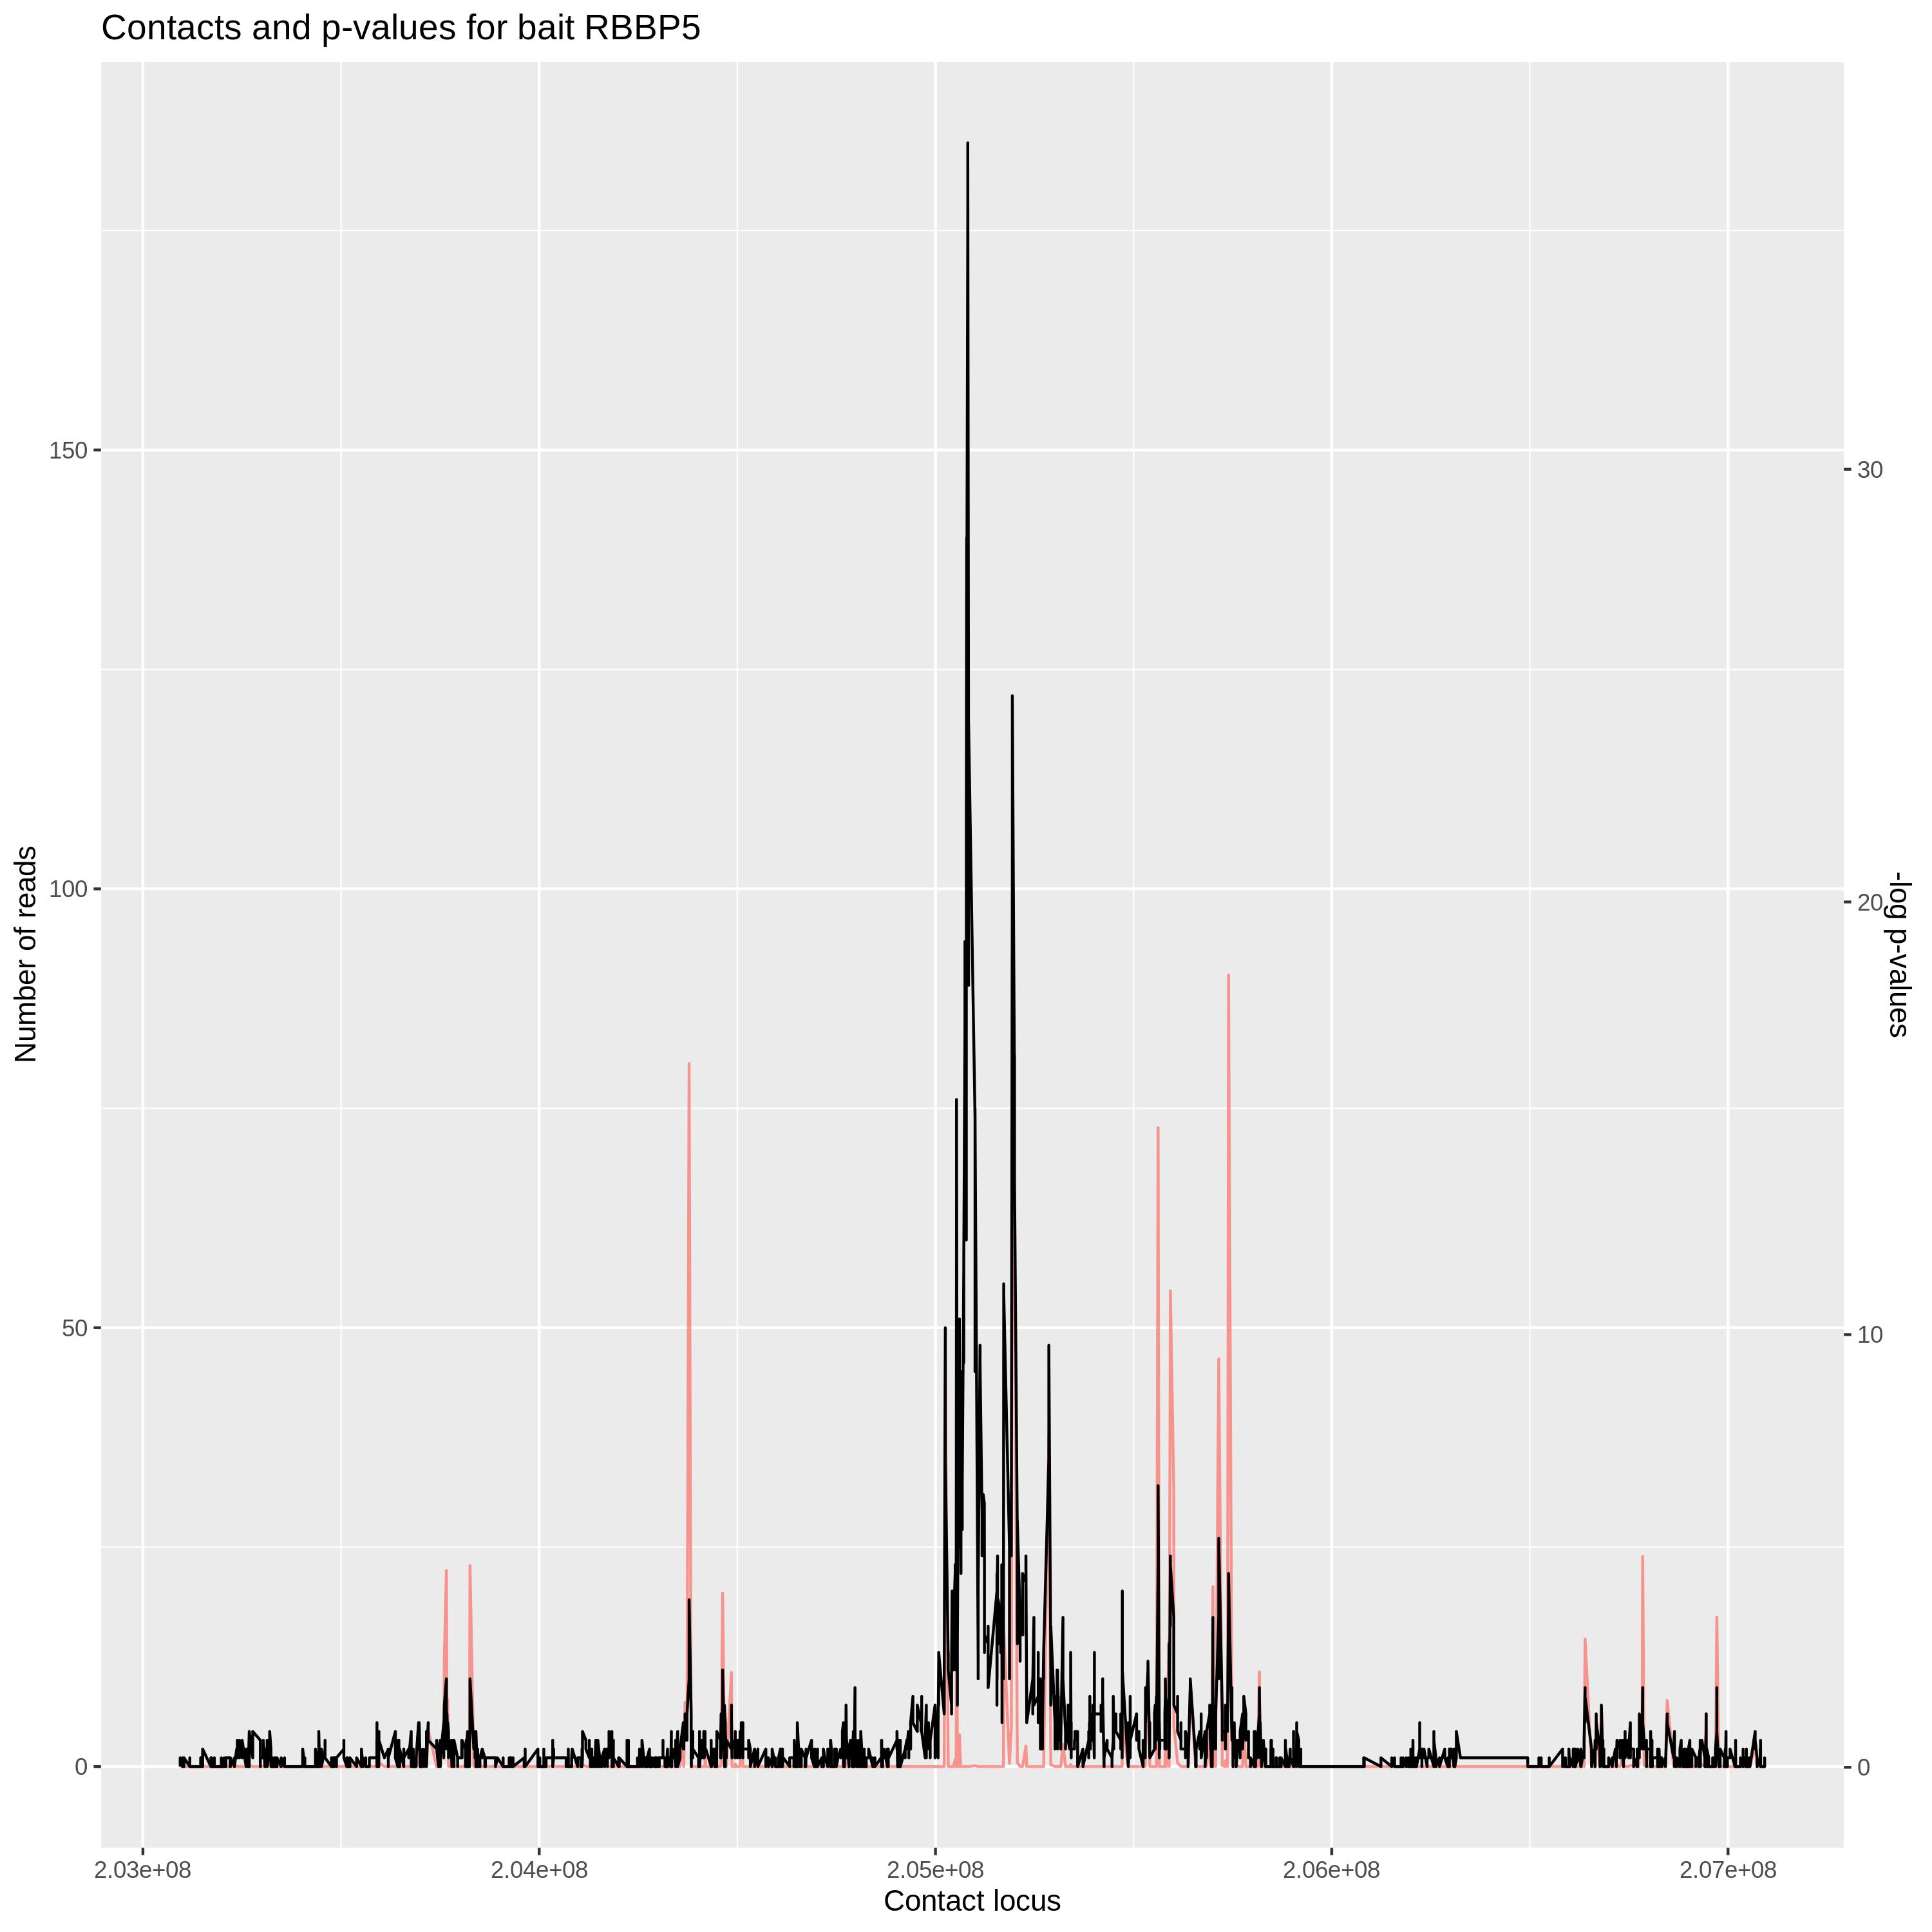 Contacts and p-values for bait RBBP5
150
100
50
0
Number of reads
30
20
10
0
-log p-values
2.03e+08 2.04e+08 2.05e+08 2.06e+08 2.07e+08
Contact locus